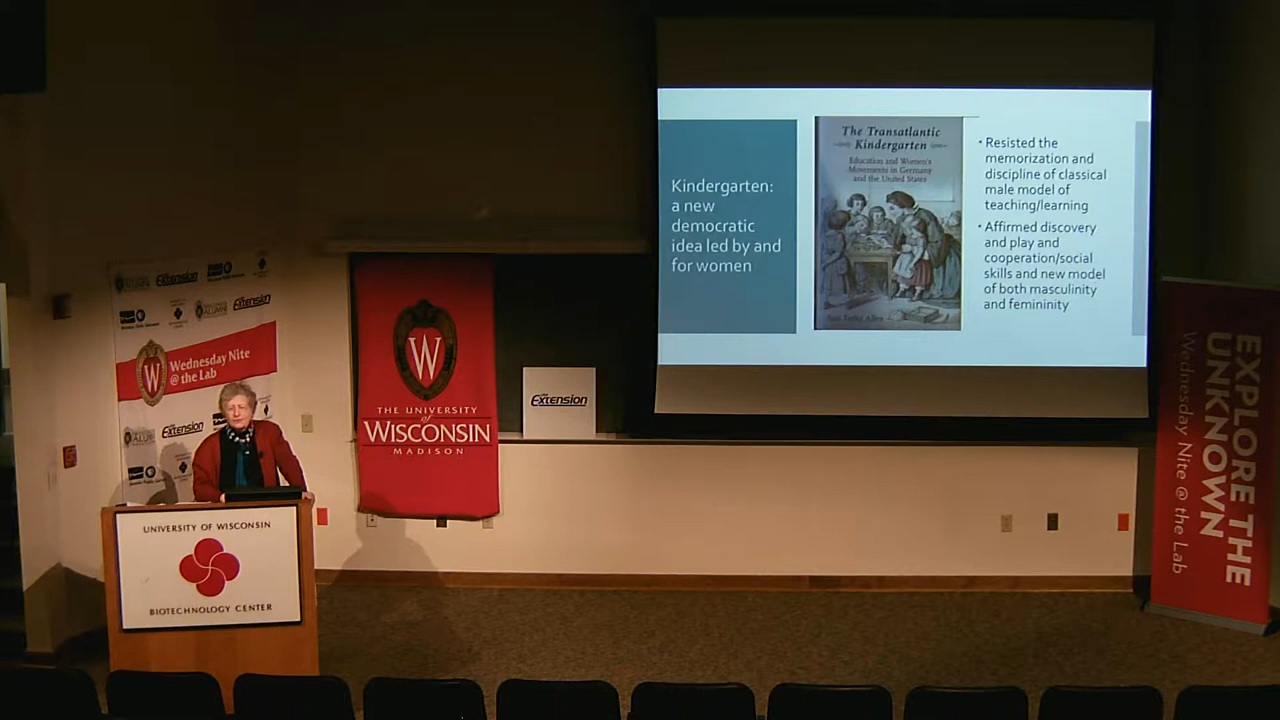 Kindergarten:
a new
democratic
idea led by and
for women
The Transatlantic
Kindergarten
Education and Women's
Movements in Germany
and the United States
Ann Taylor Allen
• Resisted the
memorization and
discipline of classical
male model of
teaching/learning
• Affirmed discovery
and play and
cooperation/social
skills and new model
of both masculinity
and femininity
Extension
Extension
Wednesday Nite
@ the Lab
W
Extension
W
THE UNIVERSITY
of
WISCONSIN
MADISON
Extension
UNIVERSITY OF WISCONSIN
BIOTECHNOLOGY CENTER
EXPLORE THE
UNKNOWN
Wednesday Nite @ the Lab